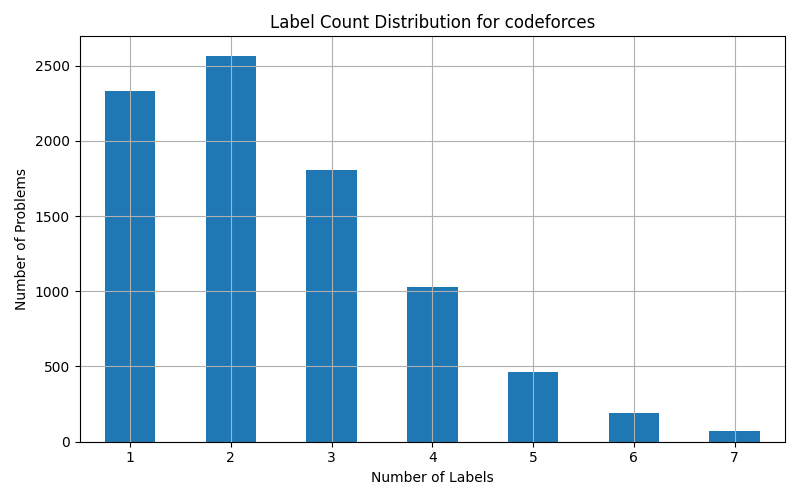 Label Count Distribution for codeforces
Number of Problems
2500
2000
1500
1000
500
0
1 2 3 4 5 6 7
Number of Labels